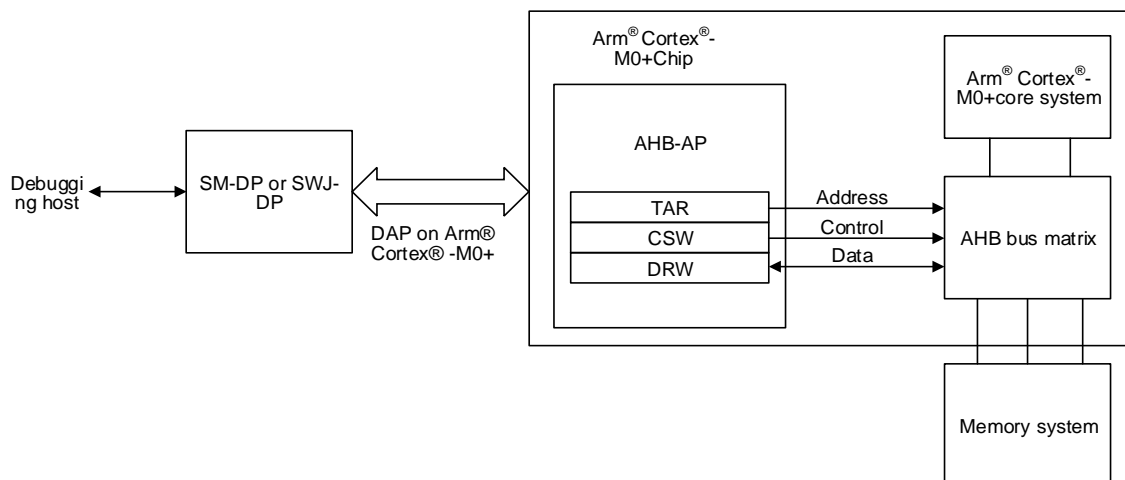 Arm® Cortex®-
M0+Chip
Arm® Cortex®-
M0+core system
AHB-AP
Debuggi
ng host
SM-DP or SWJ-
DP
TAR
Address
CSW
Control
AHB bus matrix
DAP on Arm®
Cortex® -M0+
DRW
Data
Memory system